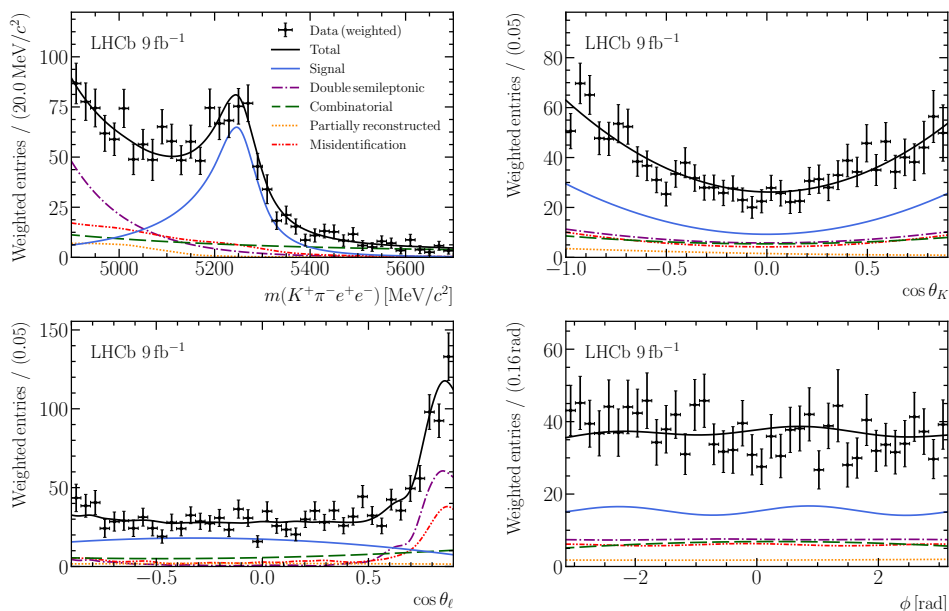 LHCb 9 fb⁻¹
Data (weighted)
Total
Signal
Double semileptonic
Combinatorial
Partially reconstructed
Misidentification
Weighted entries / (20.0 MeV/c²)
100
75
50
25
0
5000
5200
5400
5600
m(K⁺π⁻e⁺e⁻) [MeV/c²]
LHCb 9 fb⁻¹
Weighted entries / (0.05)
80
60
40
20
0
−1.0
−0.5
0.0
0.5
cos θ_K
LHCb 9 fb⁻¹
Weighted entries / (0.05)
150
100
50
0
−0.5
0.0
0.5
cos θ_ℓ
LHCb 9 fb⁻¹
Weighted entries / (0.16 rad)
60
40
20
0
−2
0
2
ϕ [rad]